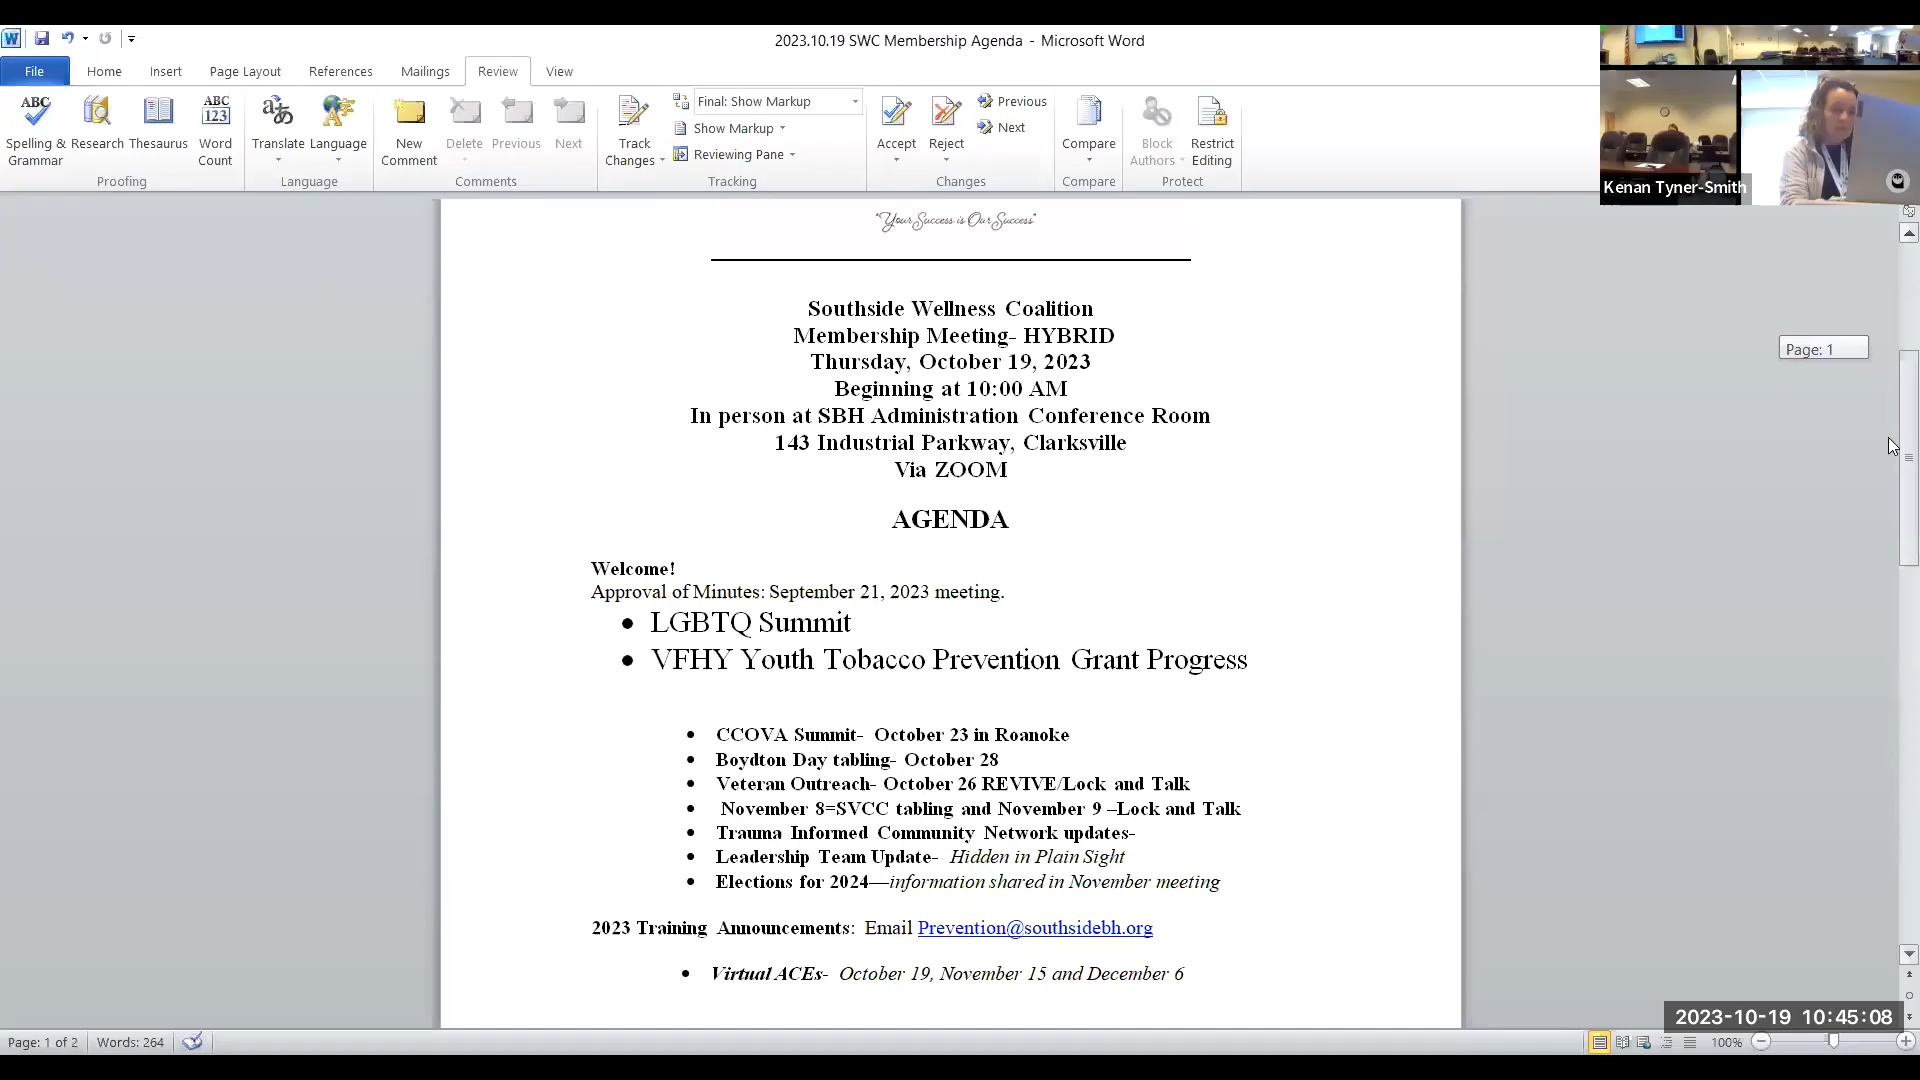 2023.10.19 SWC Membership Agenda - Microsoft Word
File Home Insert Page Layout References Mailings Review View
Final: Show Markup
Show Markup
Reviewing Pane
Previous
Next
Spelling & Grammar Research Thesaurus Word Count Translate Language New Comment Delete Previous Next Track Changes Accept Reject Compare Block Authors Restrict Editing
Proofing Language Comments Tracking Changes Compare Protect
Kenan Tyner-Smith
"Your Success is Our Success"
Southside Wellness Coalition
Membership Meeting- HYBRID
Thursday, October 19, 2023
Page: 1
Beginning at 10:00 AM
In person at SBH Administration Conference Room
143 Industrial Parkway, Clarksville
Via ZOOM
AGENDA
Welcome!
Approval of Minutes: September 21, 2023 meeting.
• LGBTQ Summit
• VFHY Youth Tobacco Prevention Grant Progress
• CCOVA Summit- October 23 in Roanoke
• Boydton Day tabling- October 28
• Veteran Outreach- October 26 REVIVE/Lock and Talk
• November 8=SVCC tabling and November 9 –Lock and Talk
• Trauma Informed Community Network updates-
• Leadership Team Update- Hidden in Plain Sight
• Elections for 2024—information shared in November meeting
2023 Training Announcements: Email Prevention@southsidebh.org
• Virtual ACEs- October 19, November 15 and December 6
2023-10-19 10:45:08
Page: 1 of 2 Words: 264 100%